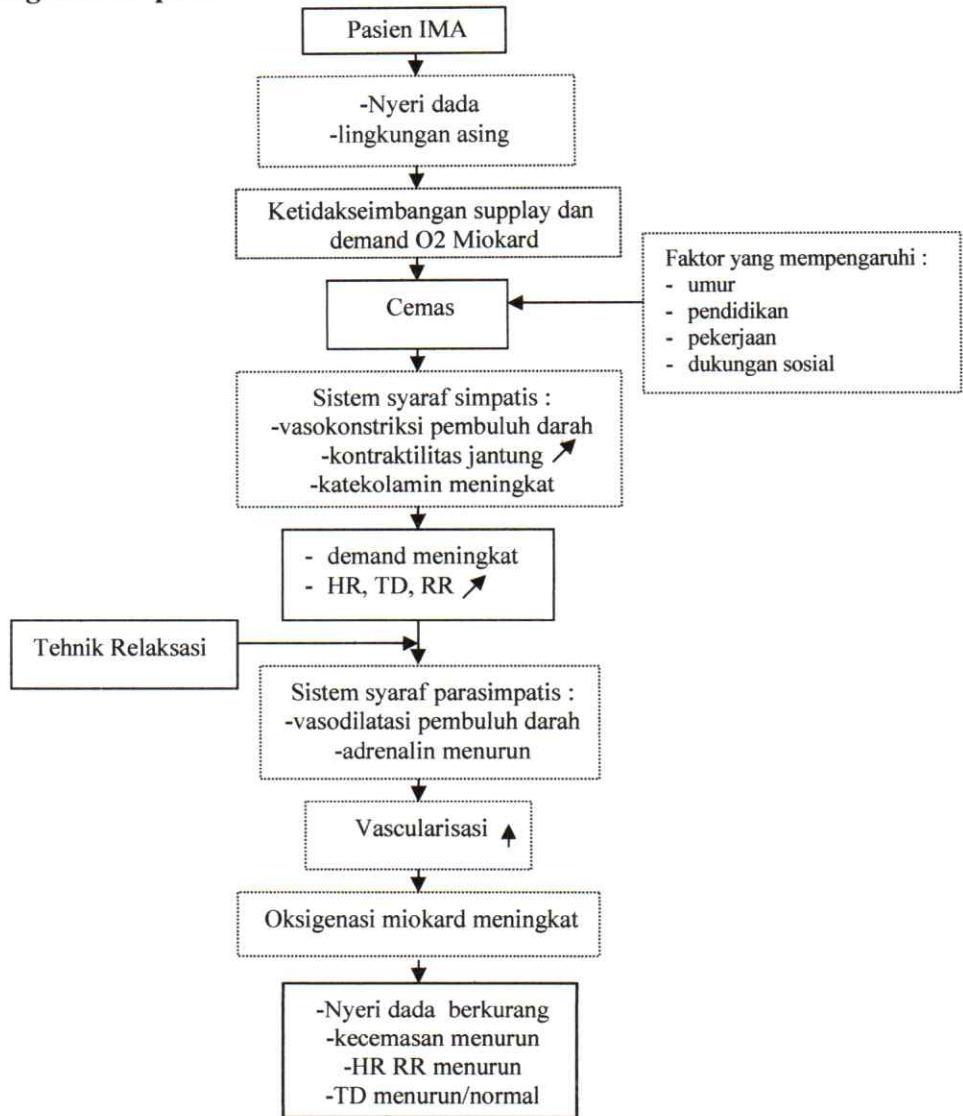 Pasien IMA
-Nyeri dada
-lingkungan asing
Ketidakseimbangan supplay dan
demand O2 Miokard
Faktor yang mempengaruhi :
- umur
- pendidikan
- pekerjaan
- dukungan sosial
Cemas
Sistem syaraf simpatis :
-vasokonstriksi pembuluh darah
-kontraktilitas jantung
-katekolamin meningkat
- demand meningkat
- HR, TD, RR
Tehnik Relaksasi
Sistem syaraf parasimpatis :
-vasodilatasi pembuluh darah
-adrenalin menurun
Vascularisasi
Oksigenasi miokard meningkat
-Nyeri dada berkurang
-kecemasan menurun
-HR RR menurun
-TD menurun/normal